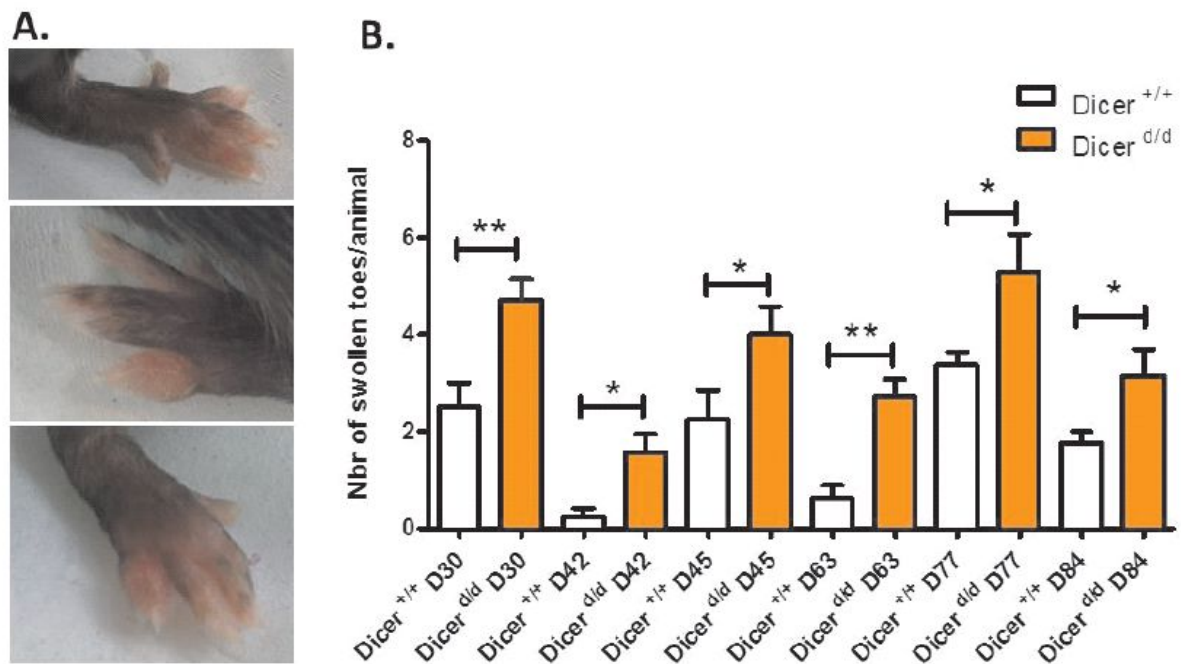 A.
B.
Dicer +/+
Dicer d/d
Nbr of swollen toes/animal
8
6
4
2
0
**
*
*
**
*
*
Dicer +/+ D30
Dicer d/d D30
Dicer +/+ D42
Dicer d/d D42
Dicer +/+ D45
Dicer d/d D45
Dicer +/+ D63
Dicer d/d D63
Dicer +/+ D77
Dicer d/d D77
Dicer +/+ D84
Dicer d/d D84